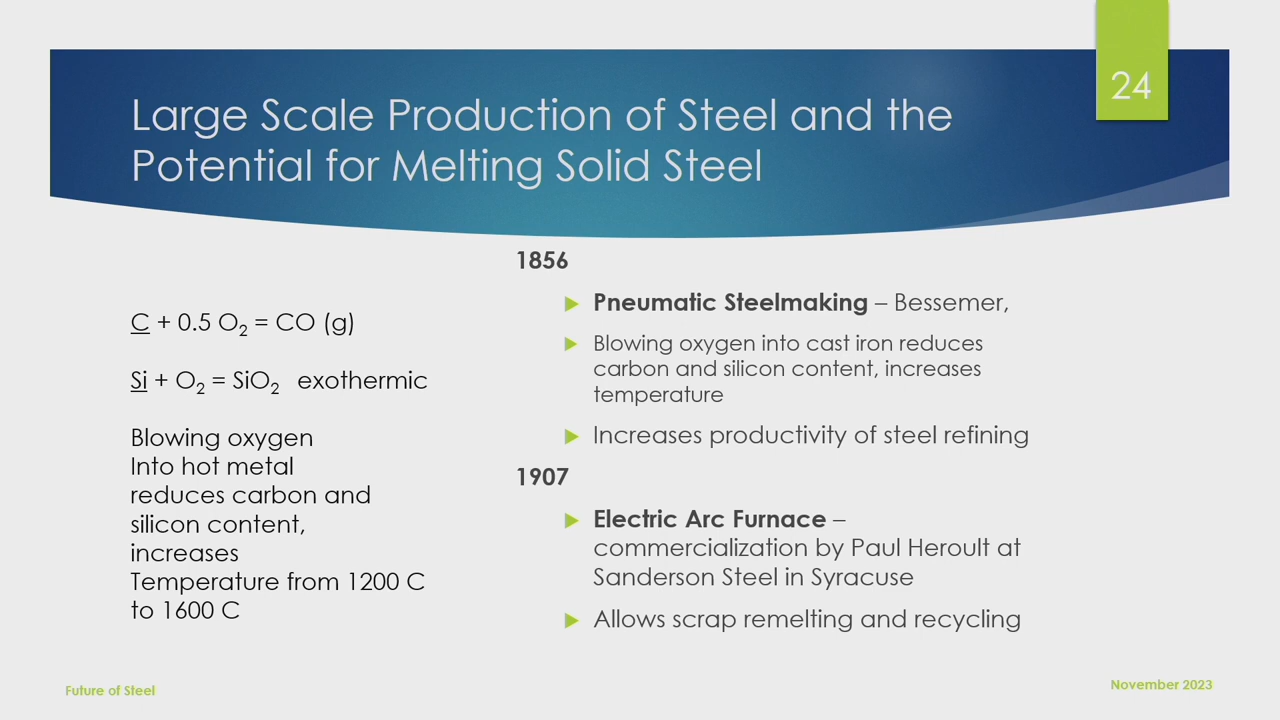 24
Large Scale Production of Steel and the
Potential for Melting Solid Steel
C + 0.5 O₂ = CO (g)
Si + O₂ = SiO₂ exothermic
Blowing oxygen
Into hot metal
reduces carbon and
silicon content,
increases
Temperature from 1200 C
to 1600 C
1856
Pneumatic Steelmaking – Bessemer,
Blowing oxygen into cast iron reduces
carbon and silicon content, increases
temperature
Increases productivity of steel refining
1907
Electric Arc Furnace –
commercialization by Paul Heroult at
Sanderson Steel in Syracuse
Allows scrap remelting and recycling
Future of Steel
November 2023